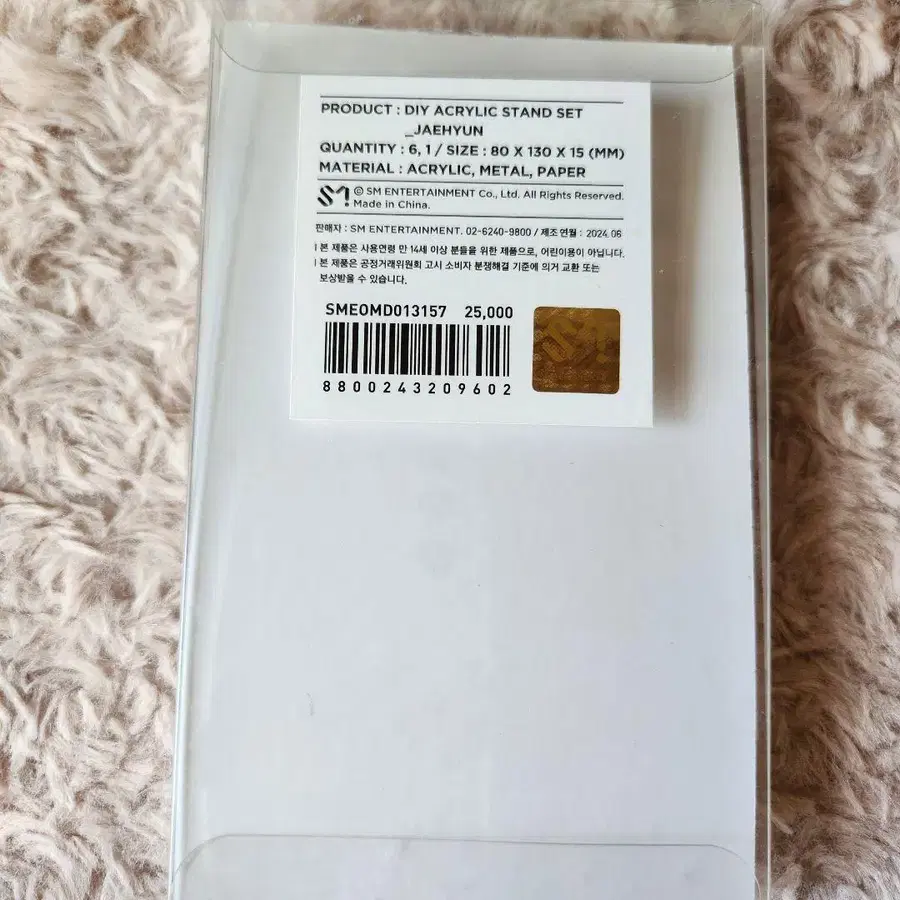 PRODUCT : DIY ACRYLIC STAND SET
_JAEHYUN
QUANTITY : 6, 1 / SIZE : 80 X 130 X 15 (MM)
MATERIAL : ACRYLIC, METAL, PAPER
SM © SM ENTERTAINMENT Co., Ltd. All Rights Reserved.
Made in China.
판매자 : SM ENTERTAINMENT. 02-6240-9800 / 제조 연월 : 2024.06
본 제품은 사용연령 만 14세 이상 분들을 위한 제품으로, 어린이용이 아닙니다.
본 제품은 공정거래위원회 고시 소비자 분쟁해결 기준에 의거 교환 또는
보상받을 수 있습니다.
SMEOMD013157 25,000
8800243209602